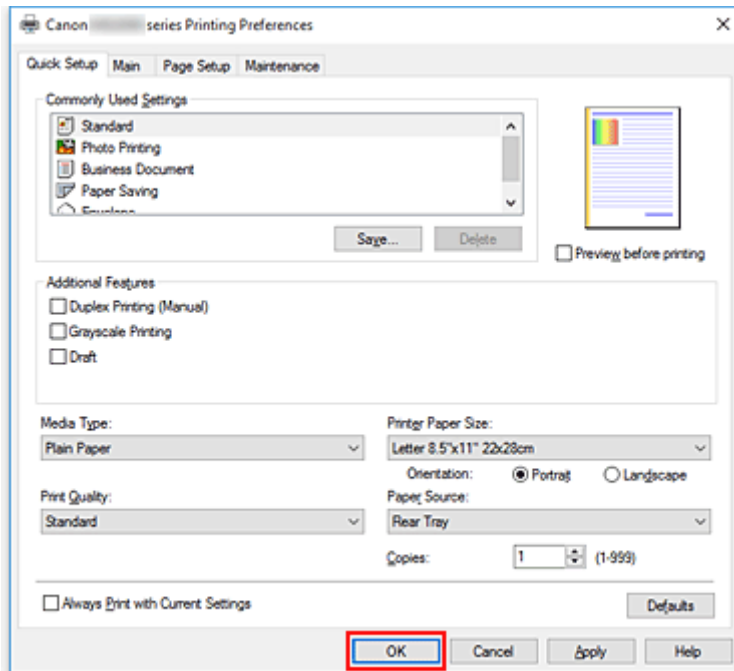 Canon series Printing Preferences
Quick Setup Main Page Setup Maintenance
Commonly Used Settings
Standard
Photo Printing
Business Document
Paper Saving
Envelope
Save... Delete
Preview before printing
Additional Features
Duplex Printing (Manual)
Grayscale Printing
Draft
Media Type: Printer Paper Size:
Plain Paper Letter 8.5"x11" 22x28cm
Orientation: Portrait Landscape
Print Quality: Paper Source:
Standard Rear Tray
Copies: 1 (1-999)
Always Print with Current Settings Defaults
OK Cancel Apply Help